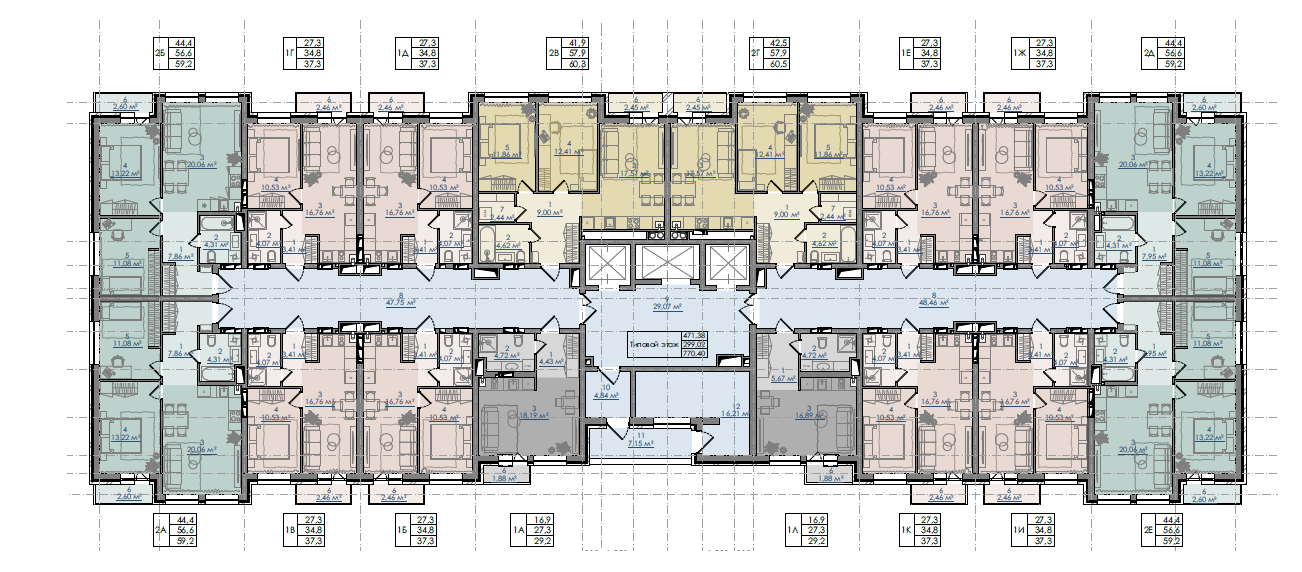 2Б 44,4 56,6 59,2
1Г 27,3 34,8 37,3
1Д 27,3 34,8 37,3
2В 41,9 57,9 60,3
2Г 42,5 57,9 60,5
1Е 27,3 34,8 37,3
1Ж 27,3 34,8 37,3
2Д 44,4 56,6 59,2
6 2.60 м²
6 2.46 м²
6 2.46 м²
6 2.45 м²
6 2.45 м²
6 2.46 м²
6 2.46 м²
6 2.60 м²
4 13.22 м²
3 20.06 м²
4 10.53 м²
3 16.76 м²
3 16.76 м²
4 10.53 м²
5 11.86 м²
4 12.41 м²
3 17.57 м²
3 17.57 м²
4 12.41 м²
5 11.86 м²
4 10.53 м²
3 16.76 м²
3 16.76 м²
4 10.53 м²
3 20.06 м²
4 13.22 м²
5 11.08 м²
1 7.86 м²
2 4.31 м²
2 4.07 м²
1 3.41 м²
1 3.41 м²
2 4.07 м²
7 2.44 м²
2 4.62 м²
1 9.00 м²
1 9.00 м²
7 2.44 м²
2 4.62 м²
2 4.07 м²
1 3.41 м²
1 3.41 м²
2 4.07 м²
2 4.31 м²
1 7.95 м²
5 11.08 м²
8 47.75 м²
9 29.07 м²
8 48.46 м²
Типовой этаж 471.38 299.02 770.40
5 11.08 м²
1 7.86 м²
2 4.31 м²
2 4.07 м²
1 3.41 м²
1 3.41 м²
2 4.07 м²
2 4.72 м²
1 4.43 м²
2 4.72 м²
1 5.67 м²
2 4.07 м²
1 3.41 м²
1 3.41 м²
2 4.07 м²
2 4.31 м²
1 7.95 м²
5 11.08 м²
4 13.22 м²
3 20.06 м²
4 10.53 м²
3 16.76 м²
3 16.76 м²
4 10.53 м²
3 18.19 м²
10 4.84 м²
11 7.15 м²
12 16.21 м²
3 16.89 м²
4 10.53 м²
3 16.76 м²
3 16.76 м²
4 10.53 м²
3 20.06 м²
4 13.22 м²
6 2.60 м²
6 2.46 м²
6 2.46 м²
6 1.88 м²
6 1.88 м²
6 2.46 м²
6 2.46 м²
6 2.60 м²
2А 44,4 56,6 59,2
1В 27,3 34,8 37,3
1Б 27,3 34,8 37,3
1А 16,9 27,3 29,2
1Л 16,9 27,3 29,2
1К 27,3 34,8 37,3
1И 27,3 34,8 37,3
2Е 44,4 56,6 59,2